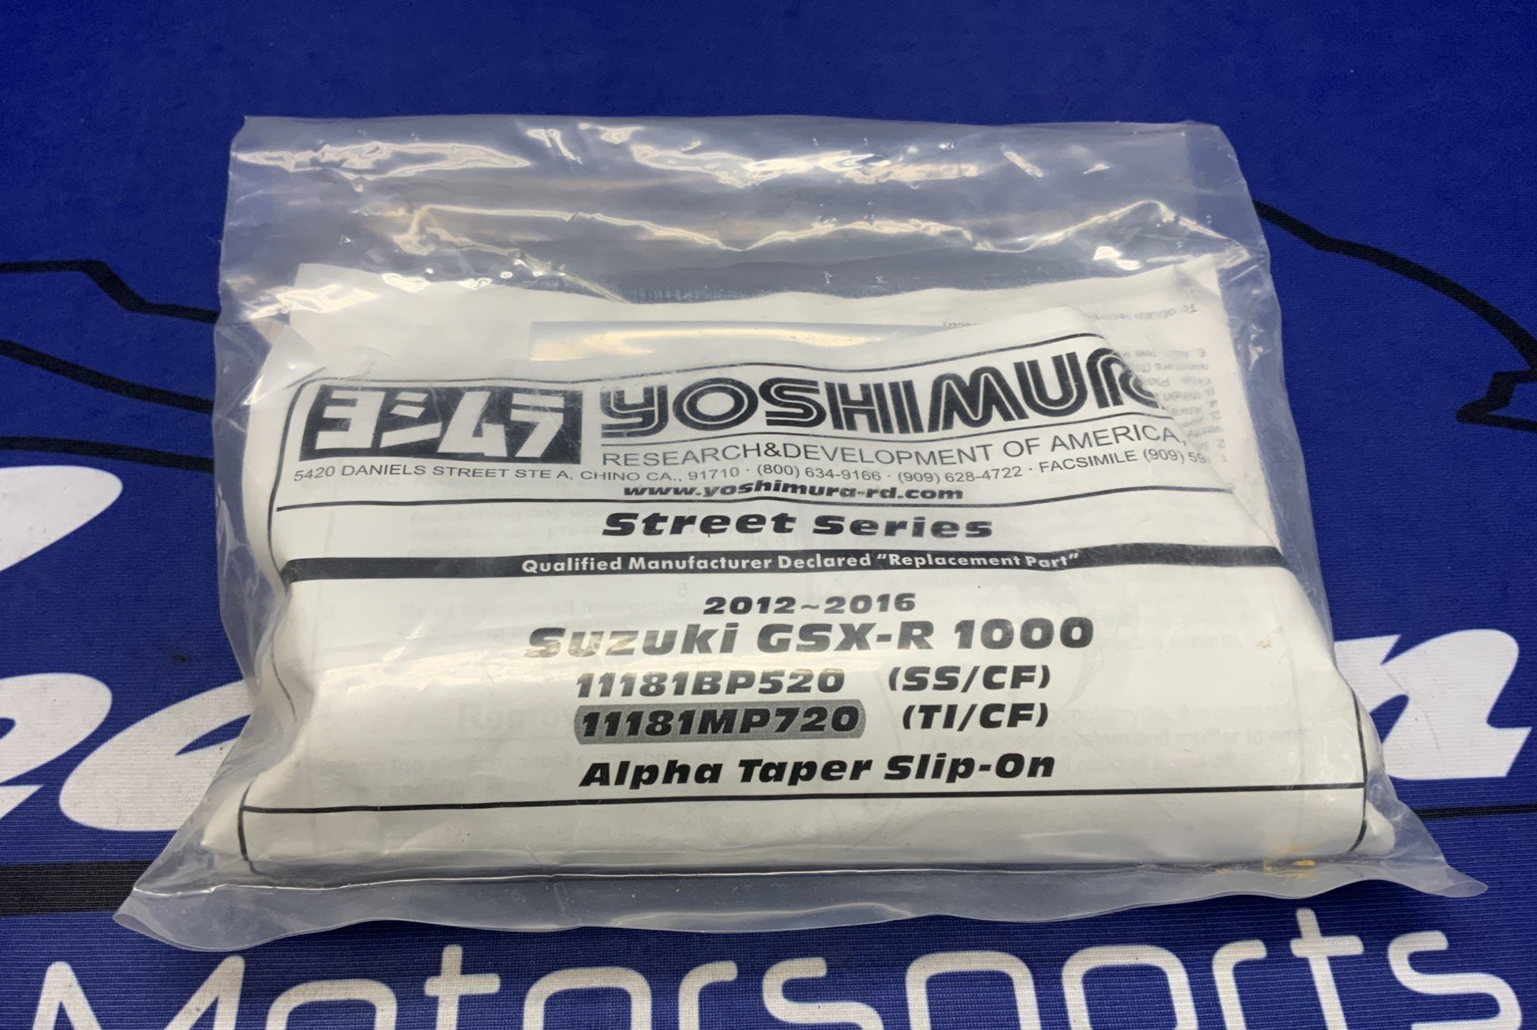 ヨシムラ YOSHIMUR
RESEARCH&DEVELOPMENT OF AMERICA,
5420 DANIELS STREET STE A, CHINO CA., 91710 · (800) 634-9166 · (909) 628-4722 · FACSIMILE (909) 59
www.yoshimura-rd.com
Street Series
Qualified Manufacturer Declared "Replacement Part"
2012~2016
Suzuki GSX-R 1000
11181BP520 (SS/CF)
11181MP720 (TI/CF)
Alpha Taper Slip-On
Motorsports